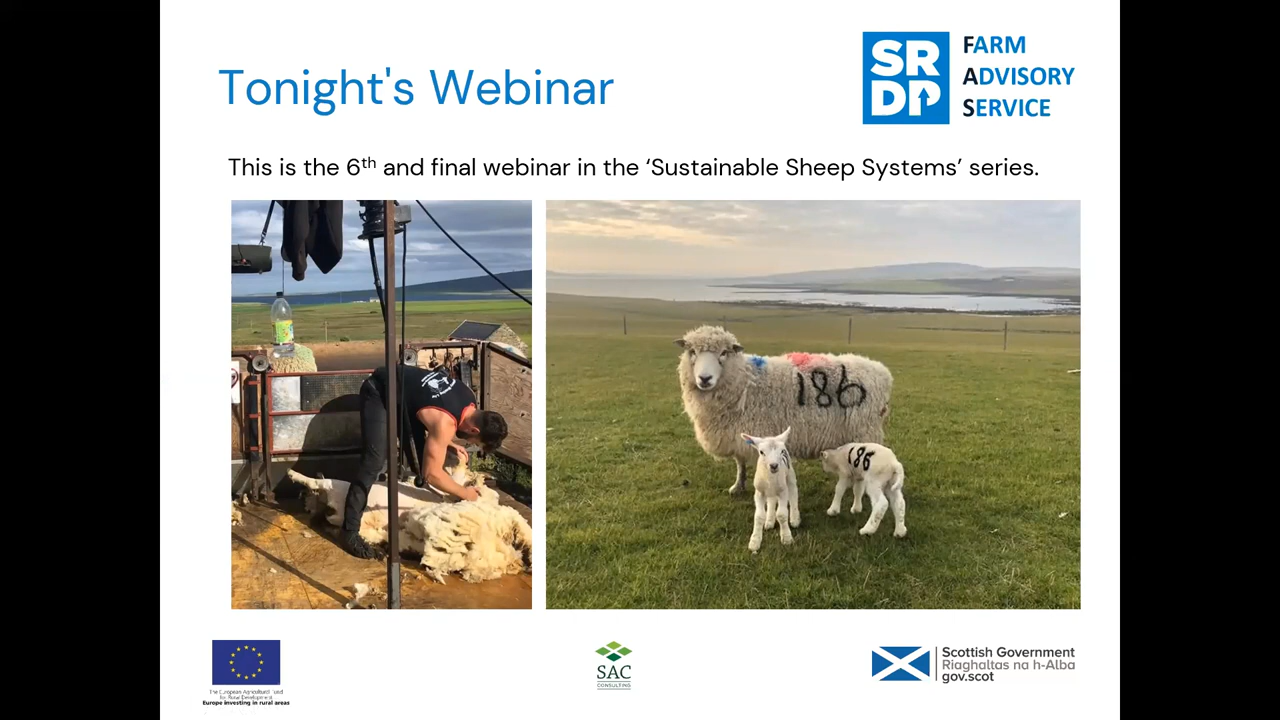 Tonight's Webinar
SRDP
FARM
ADVISORY
SERVICE
This is the 6th and final webinar in the ‘Sustainable Sheep Systems’ series.
186
186
The European Agricultural Fund
for Rural Development
Europe investing in rural areas
SAC
CONSULTING
Scottish Government
Riaghaltas na h-Alba
gov.scot